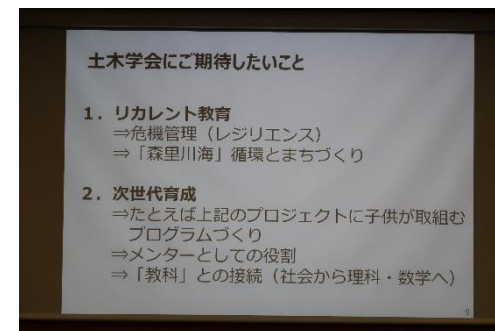 土木学会にご期待したいこと
1．リカレント教育
⇒危機管理（レジリエンス）
⇒「森里川海」循環とまちづくり
2．次世代育成
⇒たとえば上記のプロジェクトに子供が取組む
プログラムづくり
⇒メンターとしての役割
⇒「教科」との接続（社会から理科・数学へ）
9